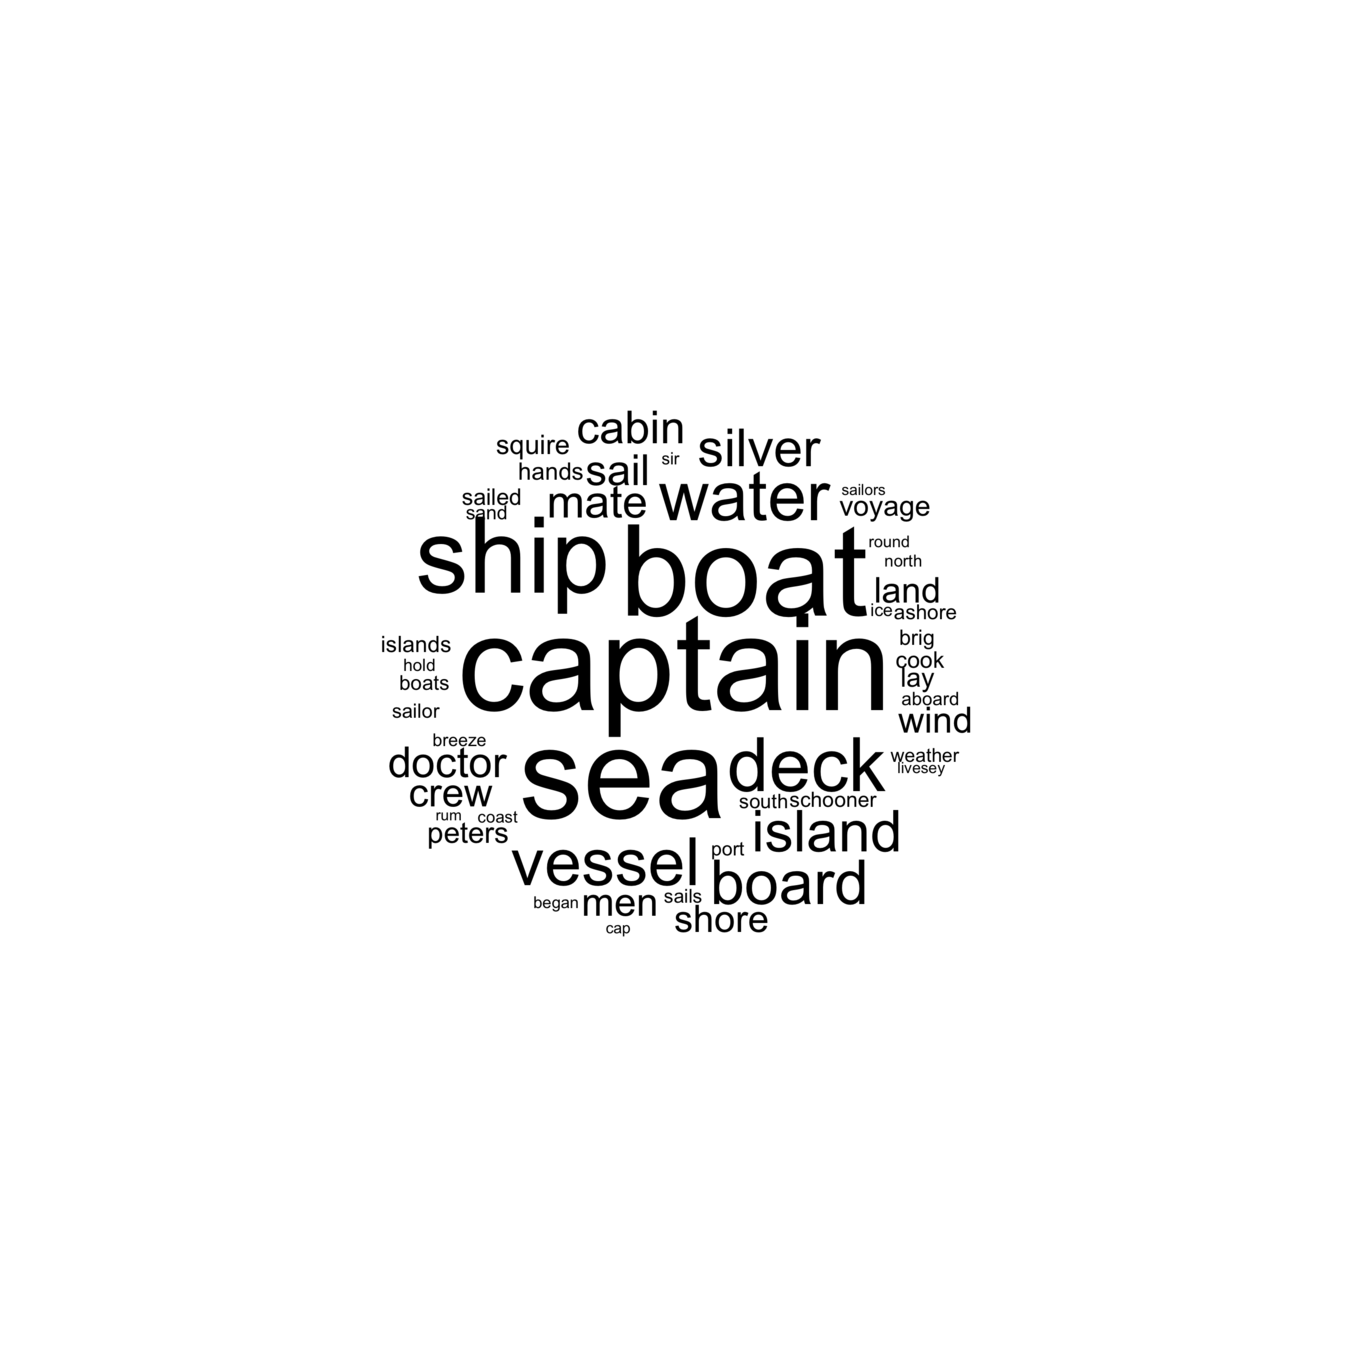 cabin
squire
silver
sir
hands sail
sailed
mate
water
sailors
voyage
sand
ship
boat
round
north
land
ice ashore
islands
captain
brig
hold
cook
boats
lay
aboard
sailor
wind
breeze
doctor
sea
deck
weather
livesey
crew
south schooner
rum
coast
peters
island
vessel
port
board
began men
sails
shore
cap